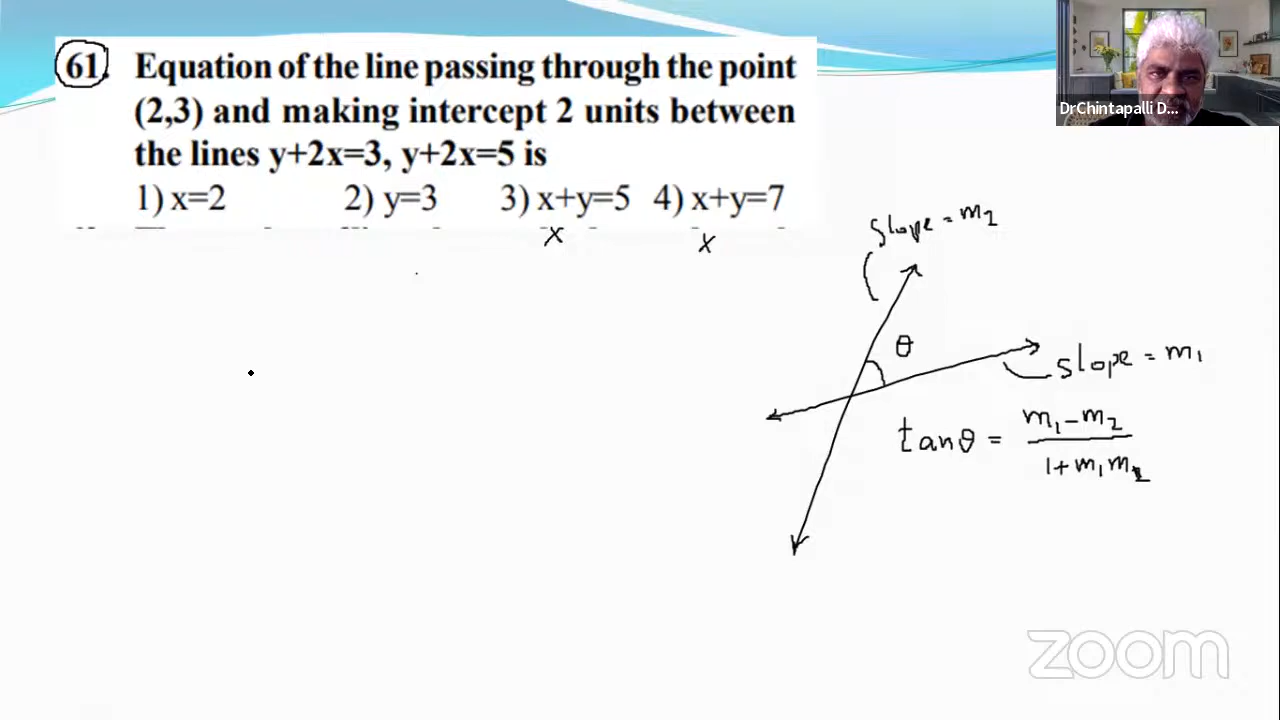 61. Equation of the line passing through the point
(2,3) and making intercept 2 units between
the lines y+2x=3, y+2x=5 is
1) x=2 2) y=3 3) x+y=5 4) x+y=7
x x
DrChintapalli D...
slope = m2
θ
slope = m1
tanθ = m1-m2
1+m1m2
zoom